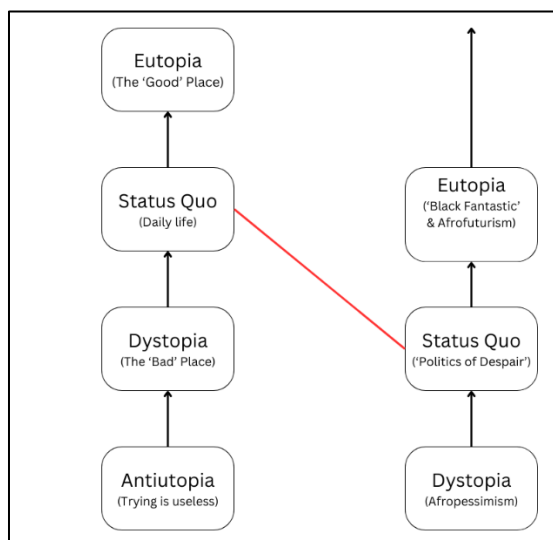 Eutopia
(The ‘Good’ Place)
Status Quo
(Daily life)
Dystopia
(The ‘Bad’ Place)
Antiutopia
(Trying is useless)
Eutopia
(‘Black Fantastic’
& Afrofuturism)
Status Quo
(‘Politics of Despair’)
Dystopia
(Afropessimism)